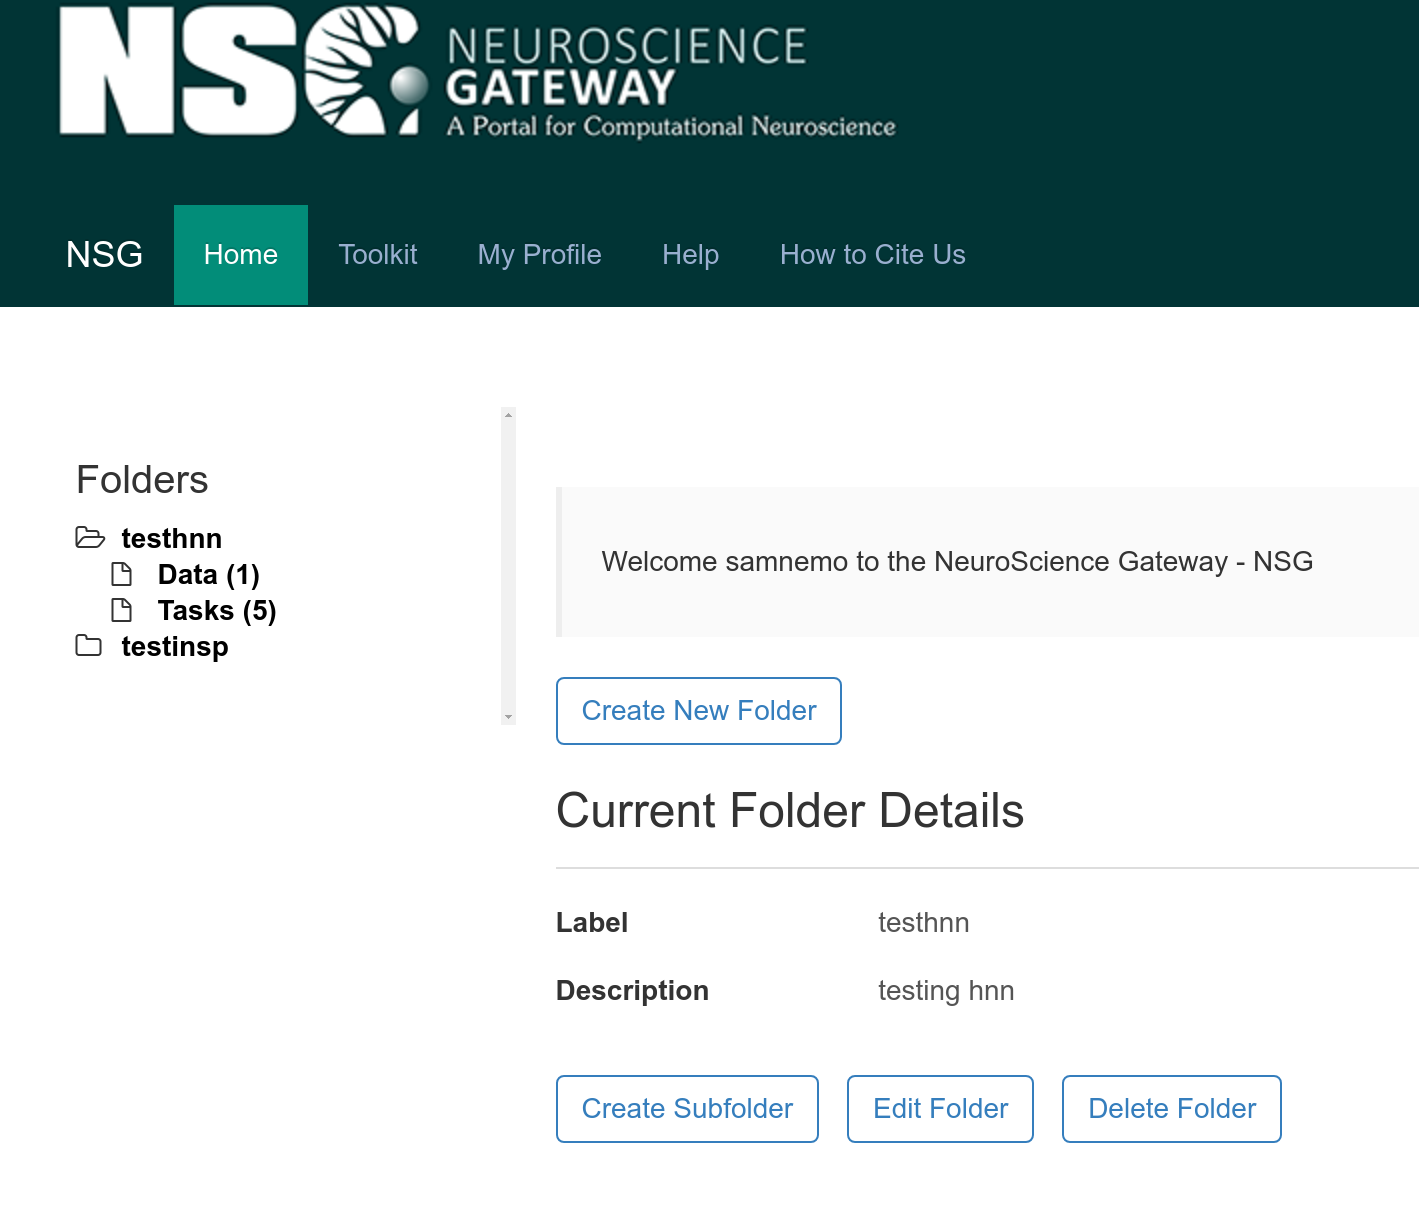 NSG
NEUROSCIENCE
GATEWAY
A Portal for Computational Neuroscience
NSG Home Toolkit My Profile Help How to Cite Us
Folders
testhnn
Data (1)
Tasks (5)
testinsp
Welcome samnemo to the NeuroScience Gateway - NSG
Create New Folder
Current Folder Details
Label testhnn
Description testing hnn
Create Subfolder Edit Folder Delete Folder